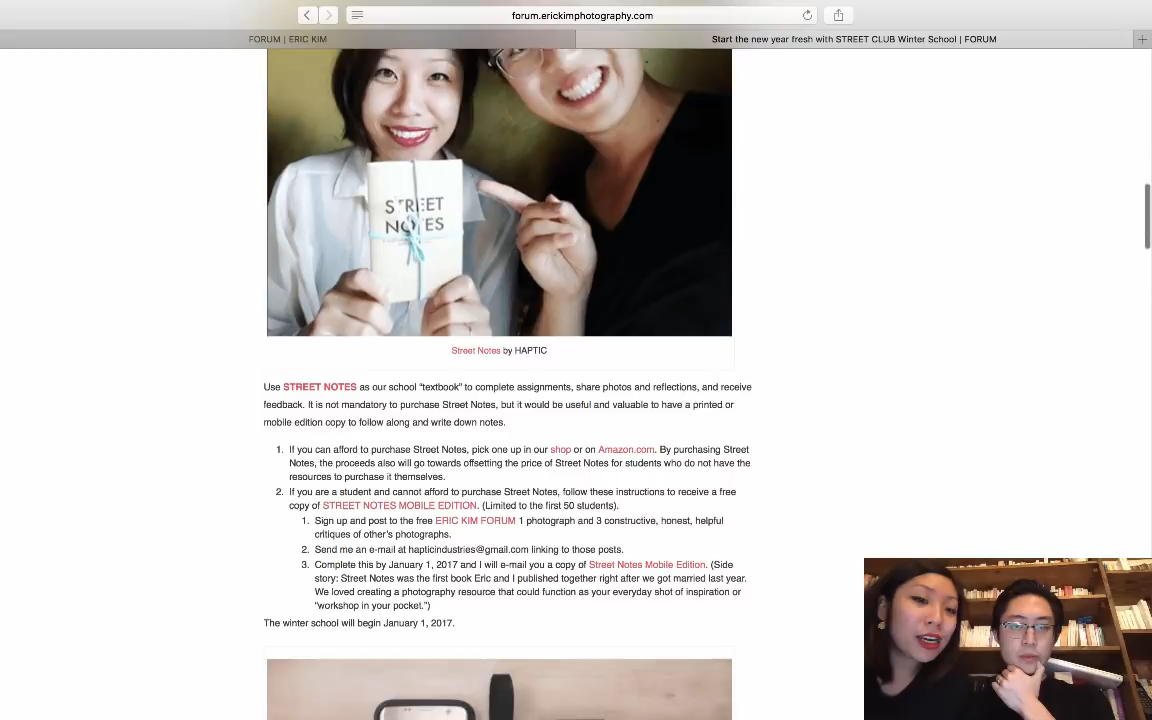 forum.erickimphotography.com
FORUM | ERIC KIM
Start the new year fresh with STREET CLUB Winter School | FORUM
STREET
NOTES
Street Notes by HAPTIC
Use STREET NOTES as our school “textbook” to complete assignments, share photos and reflections, and receive
feedback. It is not mandatory to purchase Street Notes, but it would be useful and valuable to have a printed or
mobile edition copy to follow along and write down notes.
1. If you can afford to purchase Street Notes, pick one up in our shop or on Amazon.com. By purchasing Street
Notes, the proceeds also will go towards offsetting the price of Street Notes for students who do not have the
resources to purchase it themselves.
2. If you are a student and cannot afford to purchase Street Notes, follow these instructions to receive a free
copy of STREET NOTES MOBILE EDITION. (Limited to the first 50 students).
1. Sign up and post to the free ERIC KIM FORUM 1 photograph and 3 constructive, honest, helpful
critiques of other's photographs.
2. Send me an e-mail at hapticindustries@gmail.com linking to those posts.
3. Complete this by January 1, 2017 and I will e-mail you a copy of Street Notes Mobile Edition. (Side
story: Street Notes was the first book Eric and I published together right after we got married last year.
We loved creating a photography resource that could function as your everyday shot of inspiration or
“workshop in your pocket.”)
The winter school will begin January 1, 2017.